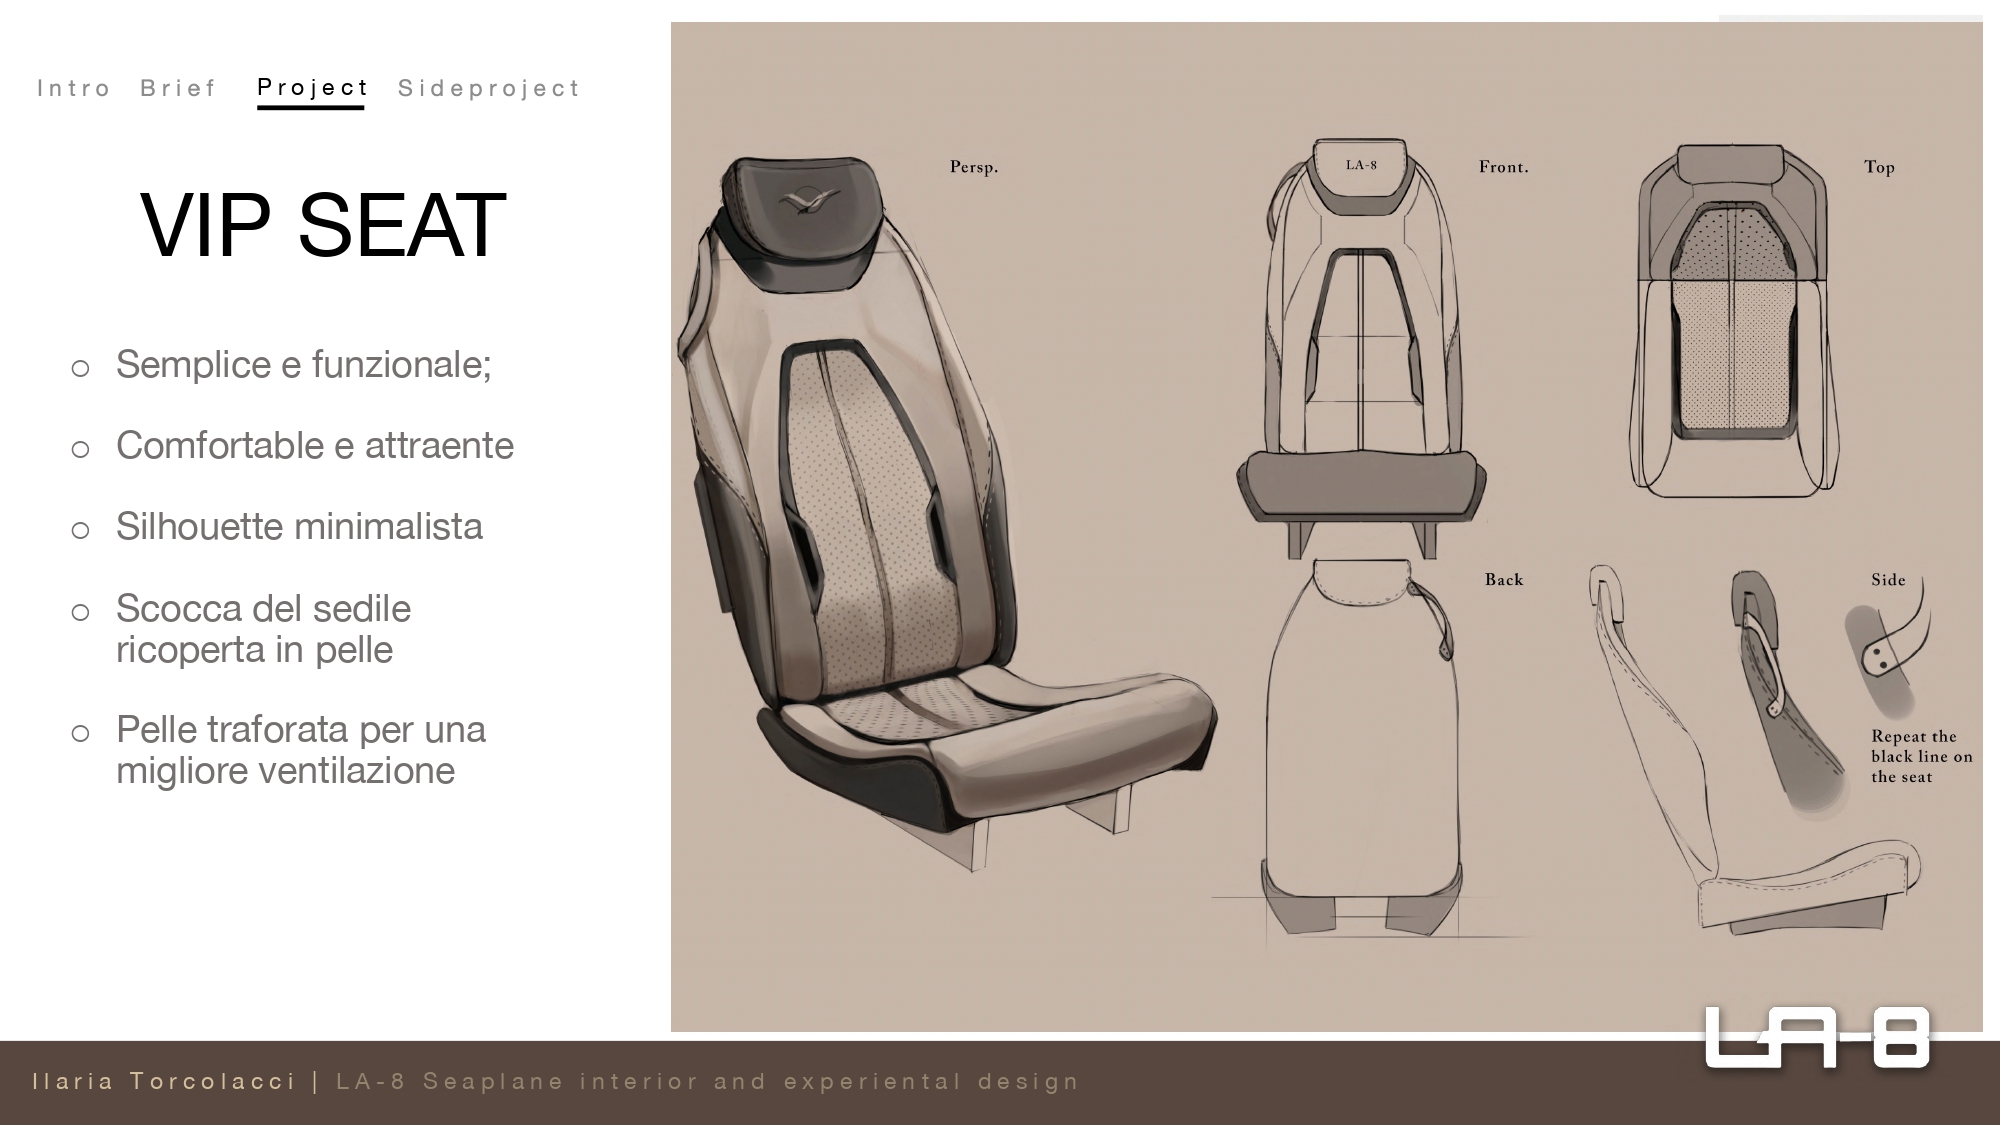 Intro Brief Project Sideproject
VIP SEAT
Semplice e funzionale;
Comfortable e attraente
Silhouette minimalista
Scocca del sedile
ricoperta in pelle
Pelle traforata per una
migliore ventilazione
Persp.
LA-8
Front.
Top
Back
Side
Repeat the
black line on
the seat
LA-8
Ilaria Torcolacci | LA-8 Seaplane interior and experiental design